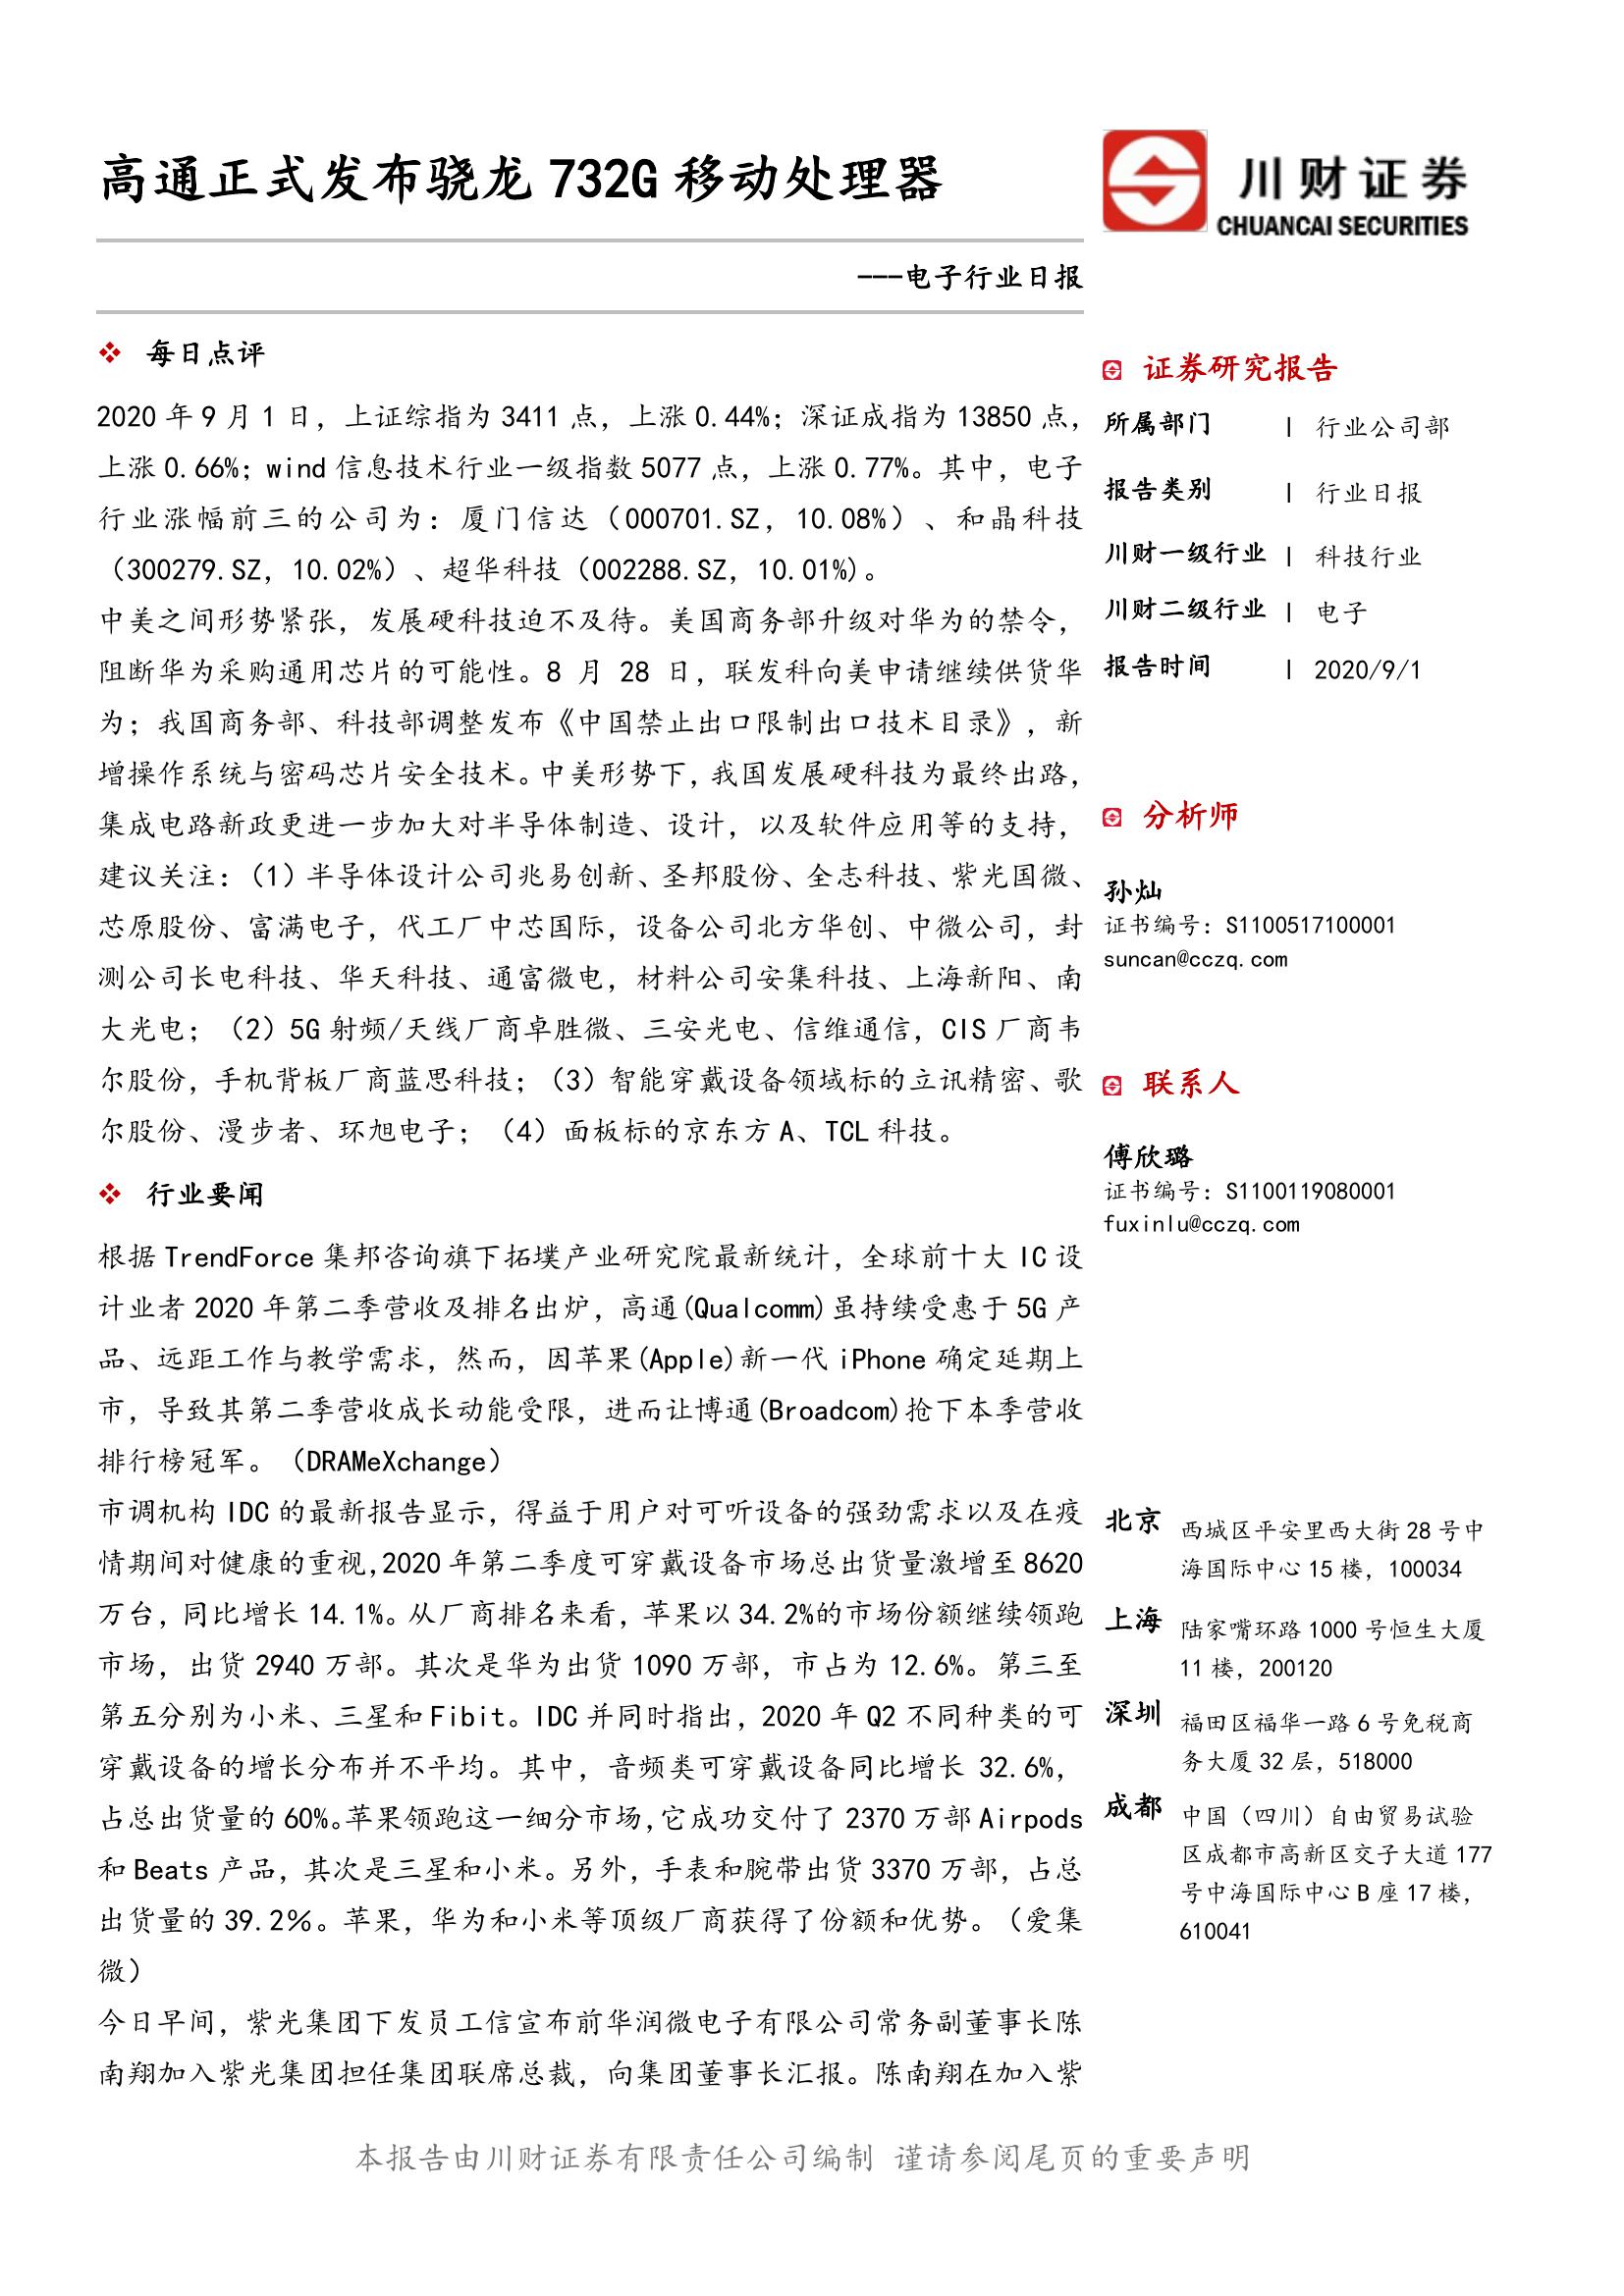 高通正式发布骁龙 732G 移动处理器
---电子行业日报
川财证券
CHUANCAI SECURITIES
每日点评
2020 年 9 月 1 日，上证综指为 3411 点，上涨 0.44%；深证成指为 13850 点，
上涨 0.66%；wind 信息技术行业一级指数 5077 点，上涨 0.77%。其中，电子
行业涨幅前三的公司为：厦门信达（000701.SZ，10.08%）、和晶科技
（300279.SZ，10.02%）、超华科技（002288.SZ，10.01%)。
中美之间形势紧张，发展硬科技迫不及待。美国商务部升级对华为的禁令，
阻断华为采购通用芯片的可能性。8 月 28 日，联发科向美申请继续供货华
为；我国商务部、科技部调整发布《中国禁止出口限制出口技术目录》，新
增操作系统与密码芯片安全技术。中美形势下，我国发展硬科技为最终出路，
集成电路新政更进一步加大对半导体制造、设计，以及软件应用等的支持，
建议关注：（1）半导体设计公司兆易创新、圣邦股份、全志科技、紫光国微、
芯原股份、富满电子，代工厂中芯国际，设备公司北方华创、中微公司，封
测公司长电科技、华天科技、通富微电，材料公司安集科技、上海新阳、南
大光电；（2）5G 射频/天线厂商卓胜微、三安光电、信维通信，CIS 厂商韦
尔股份，手机背板厂商蓝思科技；（3）智能穿戴设备领域标的立讯精密、歌
尔股份、漫步者、环旭电子；（4）面板标的京东方 A、TCL 科技。
行业要闻
根据 TrendForce 集邦咨询旗下拓墣产业研究院最新统计，全球前十大 IC 设
计业者 2020 年第二季营收及排名出炉，高通(Qualcomm)虽持续受惠于 5G 产
品、远距工作与教学需求，然而，因苹果(Apple)新一代 iPhone 确定延期上
市，导致其第二季营收成长动能受限，进而让博通(Broadcom)抢下本季营收
排行榜冠军。（DRAMeXchange）
市调机构 IDC 的最新报告显示，得益于用户对可听设备的强劲需求以及在疫
情期间对健康的重视,2020 年第二季度可穿戴设备市场总出货量激增至 8620
万台，同比增长 14.1%。从厂商排名来看，苹果以 34.2%的市场份额继续领跑
市场，出货 2940 万部。其次是华为出货 1090 万部，市占为 12.6%。第三至
第五分别为小米、三星和 Fibit。IDC 并同时指出，2020 年 Q2 不同种类的可
穿戴设备的增长分布并不平均。其中，音频类可穿戴设备同比增长 32.6%，
占总出货量的 60%。苹果领跑这一细分市场,它成功交付了 2370 万部 Airpods
和 Beats 产品，其次是三星和小米。另外，手表和腕带出货 3370 万部，占总
出货量的 39.2％。苹果，华为和小米等顶级厂商获得了份额和优势。（爱集
微）
今日早间，紫光集团下发员工信宣布前华润微电子有限公司常务副董事长陈
南翔加入紫光集团担任集团联席总裁，向集团董事长汇报。陈南翔在加入紫
证券研究报告
所属部门 | 行业公司部
报告类别 | 行业日报
川财一级行业 | 科技行业
川财二级行业 | 电子
报告时间 | 2020/9/1
分析师
孙灿
证书编号：S1100517100001
suncan@cczq.com
联系人
傅欣璐
证书编号：S1100119080001
fuxinlu@cczq.com
北京 西城区平安里西大街 28 号中
海国际中心 15 楼，100034
上海 陆家嘴环路 1000 号恒生大厦
11 楼，200120
深圳 福田区福华一路 6 号免税商
务大厦 32 层，518000
成都 中国（四川）自由贸易试验
区成都市高新区交子大道 177
号中海国际中心 B 座 17 楼，
610041
本报告由川财证券有限责任公司编制 谨请参阅尾页的重要声明